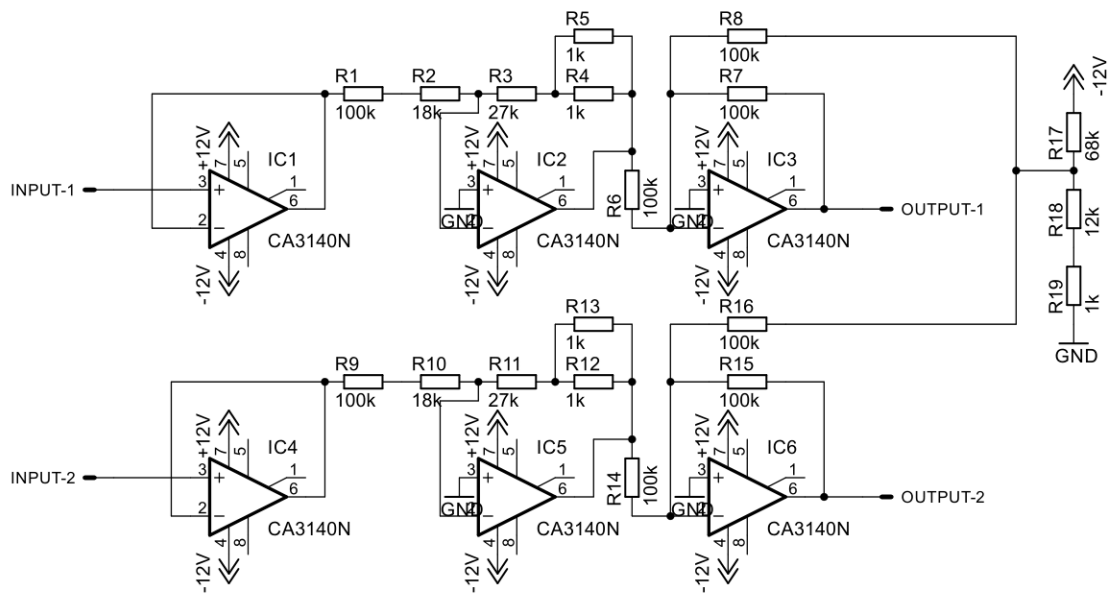 R5
1k
R8
100k
R1
100k
R2
18k
R3
27k
R4
1k
R7
100k
-12V
R17
68k
+12V
7
5
IC1
1
3
+
6
2
−
CA3140N
4
8
-12V
INPUT-1
+12V
7
5
IC2
1
3
+
6
GND
2
−
CA3140N
4
8
-12V
R6
100k
+12V
7
5
IC3
1
3
+
6
GND
2
−
CA3140N
4
8
-12V
OUTPUT-1
R18
12k
R19
1k
GND
R13
1k
R16
100k
R9
100k
R10
18k
R11
27k
R12
1k
R15
100k
+12V
7
5
IC4
1
3
+
6
2
−
CA3140N
4
8
-12V
INPUT-2
+12V
7
5
IC5
1
3
+
6
GND
2
−
CA3140N
4
8
-12V
R14
100k
+12V
7
5
IC6
1
3
+
6
GND
2
−
CA3140N
4
8
-12V
OUTPUT-2